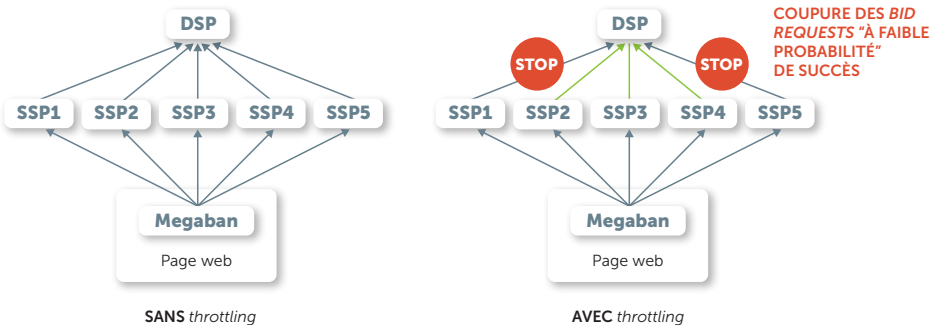 DSP
SSP1 SSP2 SSP3 SSP4 SSP5
Megaban
Page web
SANS throttling
DSP
COUPURE DES BID
REQUESTS “À FAIBLE
PROBABILITÉ”
DE SUCCÈS
STOP STOP
SSP1 SSP2 SSP3 SSP4 SSP5
Megaban
Page web
AVEC throttling